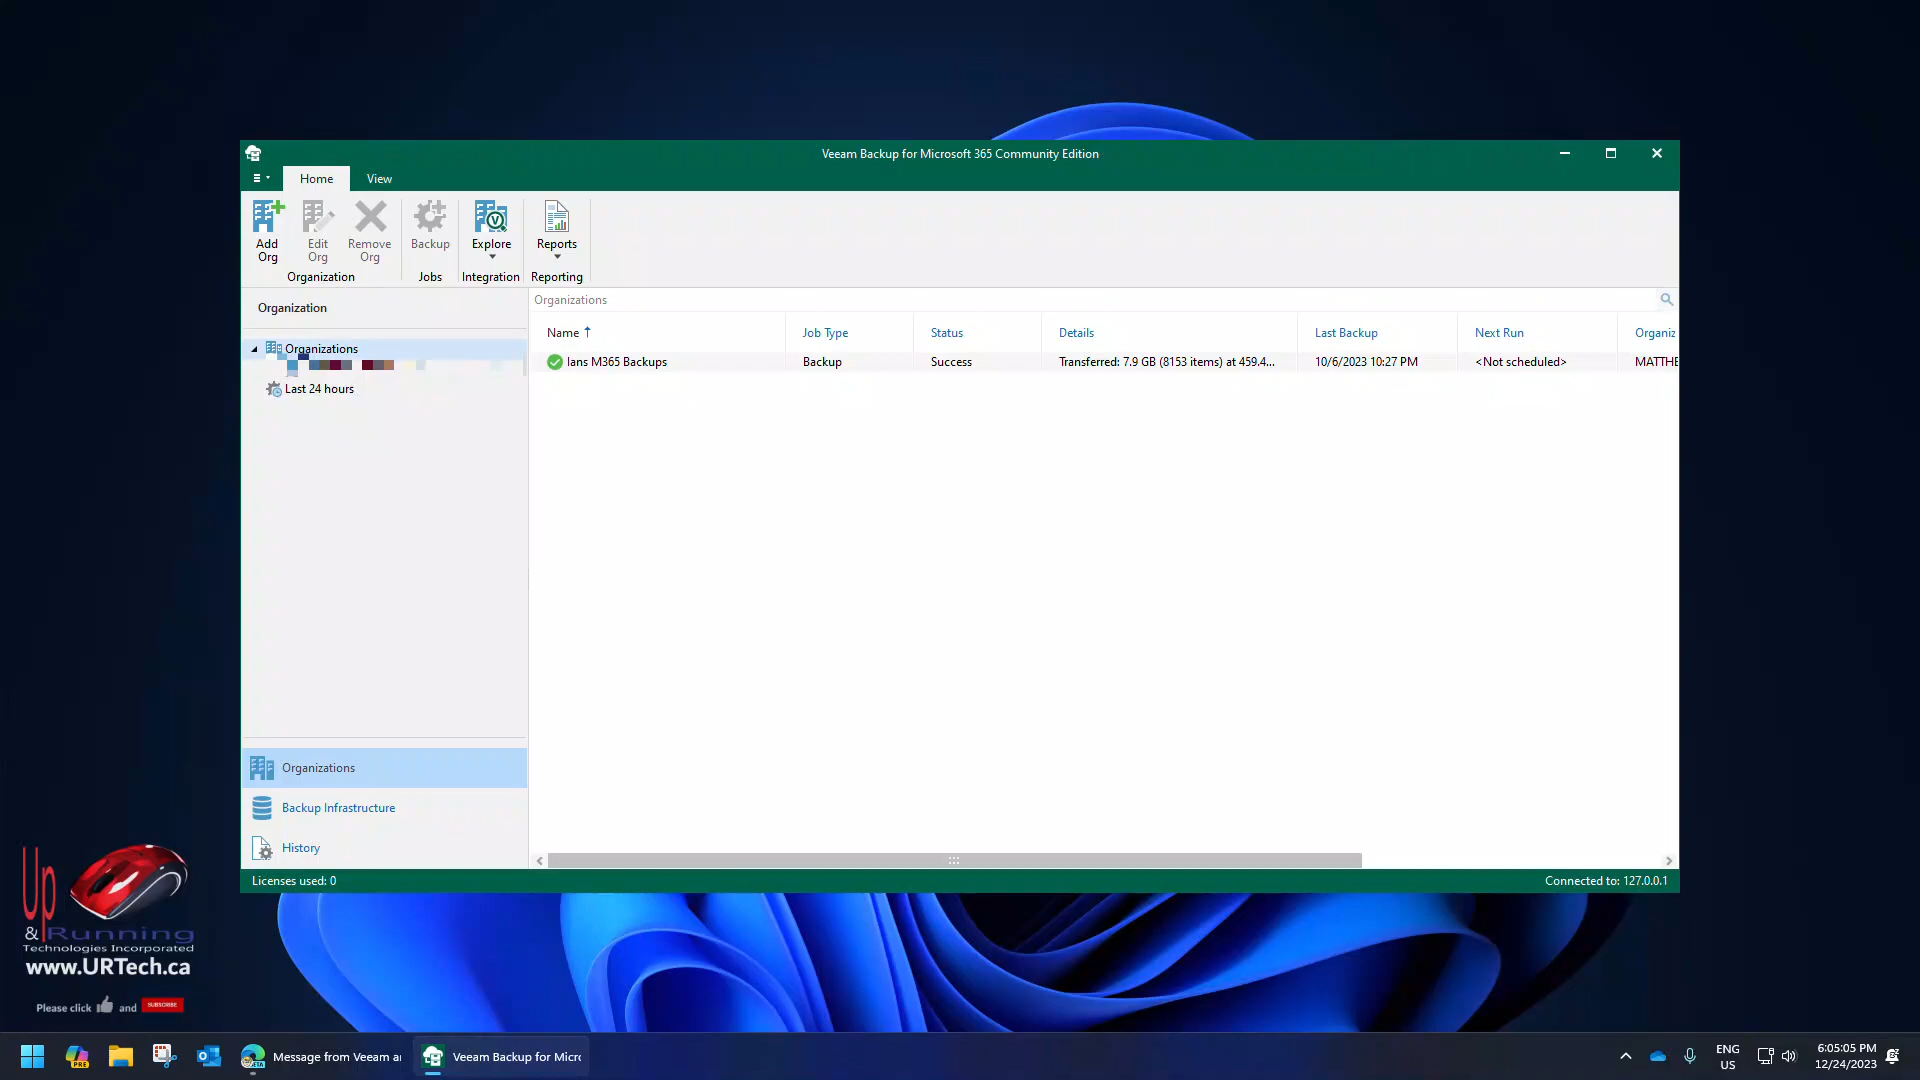 Veeam Backup for Microsoft 365 Community Edition
Home View
Add Org
Edit Org
Remove Org
Backup
Explore
Reports
Organization Jobs Integration Reporting
Organization
Organizations
Last 24 hours
Organizations
Name Job Type Status Details Last Backup Next Run Organiz
Ians M365 Backups Backup Success Transferred: 7.9 GB (8153 items) at 459.4... 10/6/2023 10:27 PM <Not scheduled> MATTHE
Organizations
Backup Infrastructure
History
Licenses used: 0
Connected to: 127.0.0.1
Up
& Running
Technologies Incorporated
www.URTech.ca
Please click and SUBSCRIBE
PRE
BETA
Message from Veeam a
Veeam Backup for Micro
ENG
US
6:05:05 PM
12/24/2023